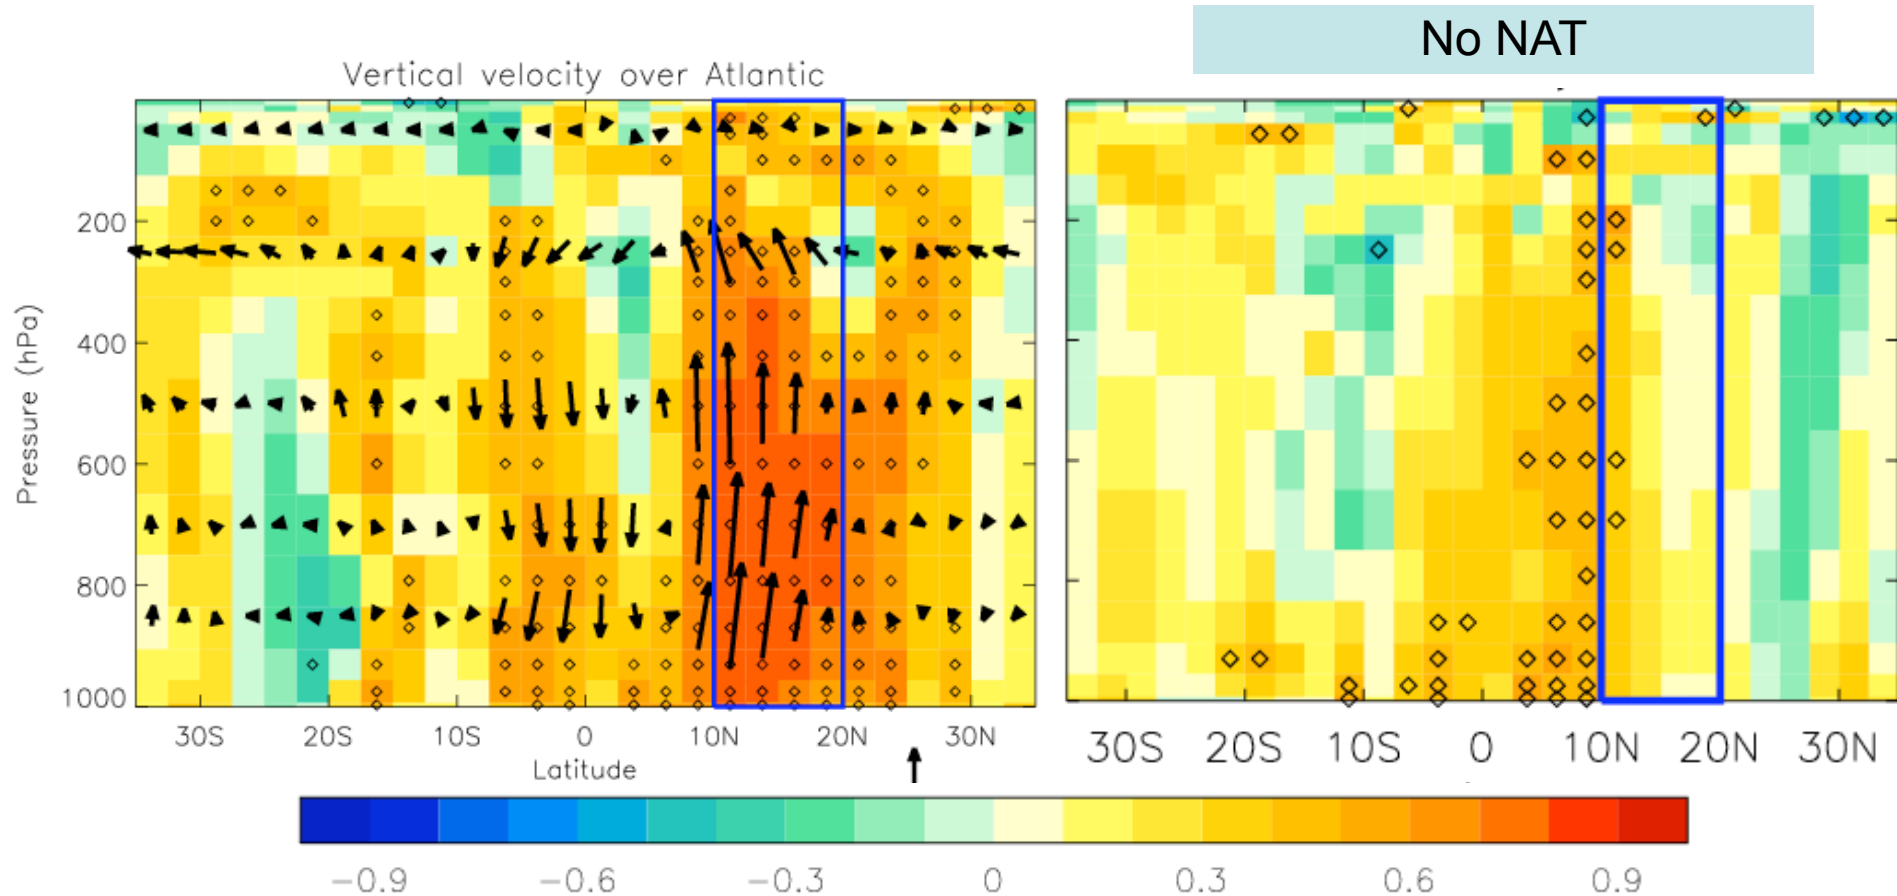 No NAT
Vertical velocity over Atlantic
Pressure (hPa)
200
400
600
800
1000
30S 20S 10S 0 10N 20N 30N
Latitude
30S 20S 10S 0 10N 20N 30N
−0.9 −0.6 −0.3 0 0.3 0.6 0.9